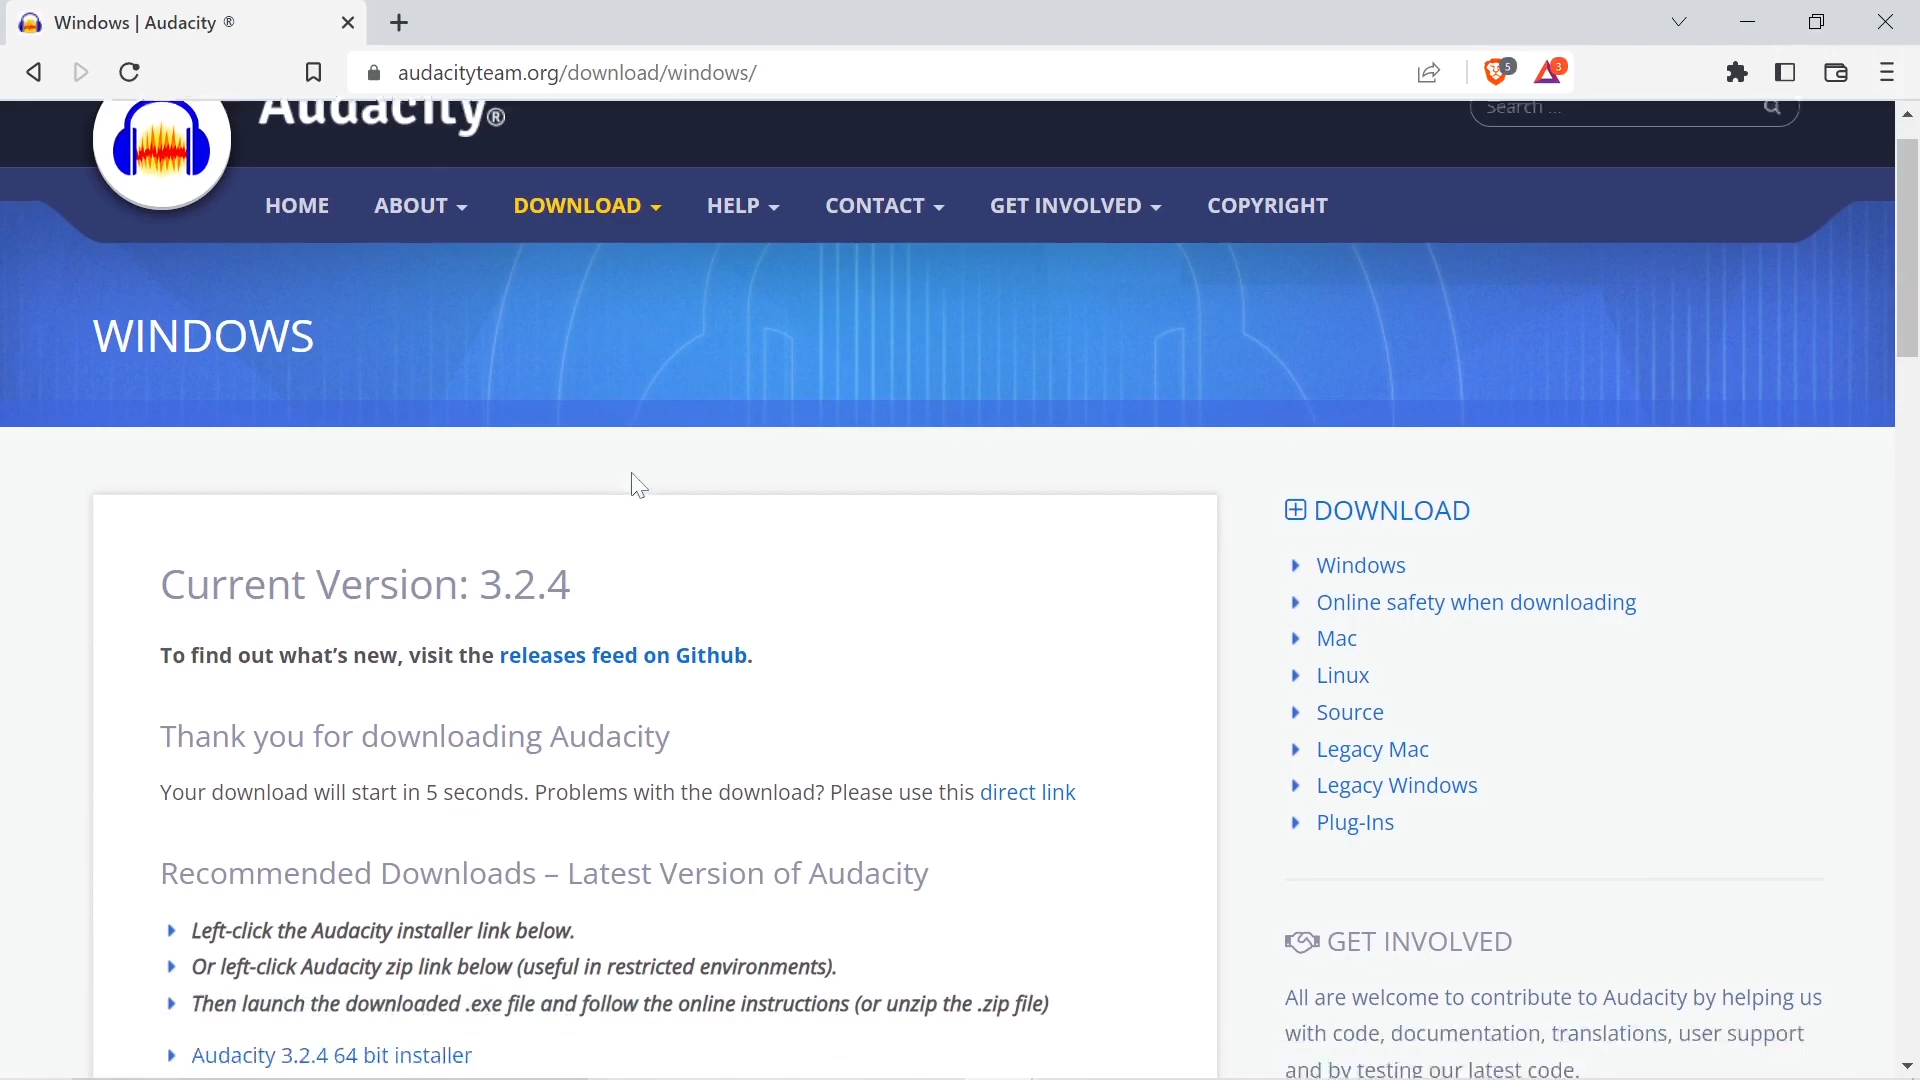 Windows | Audacity ®
audacityteam.org/download/windows/
5
3
Audacity®
Search ...
HOME ABOUT DOWNLOAD HELP CONTACT GET INVOLVED COPYRIGHT
WINDOWS
Current Version: 3.2.4
To find out what’s new, visit the releases feed on Github.
Thank you for downloading Audacity
Your download will start in 5 seconds. Problems with the download? Please use this direct link
Recommended Downloads – Latest Version of Audacity
Left-click the Audacity installer link below.
Or left-click Audacity zip link below (useful in restricted environments).
Then launch the downloaded .exe file and follow the online instructions (or unzip the .zip file)
Audacity 3.2.4 64 bit installer
DOWNLOAD
Windows
Online safety when downloading
Mac
Linux
Source
Legacy Mac
Legacy Windows
Plug-Ins
GET INVOLVED
All are welcome to contribute to Audacity by helping us
with code, documentation, translations, user support
and by testing our latest code.